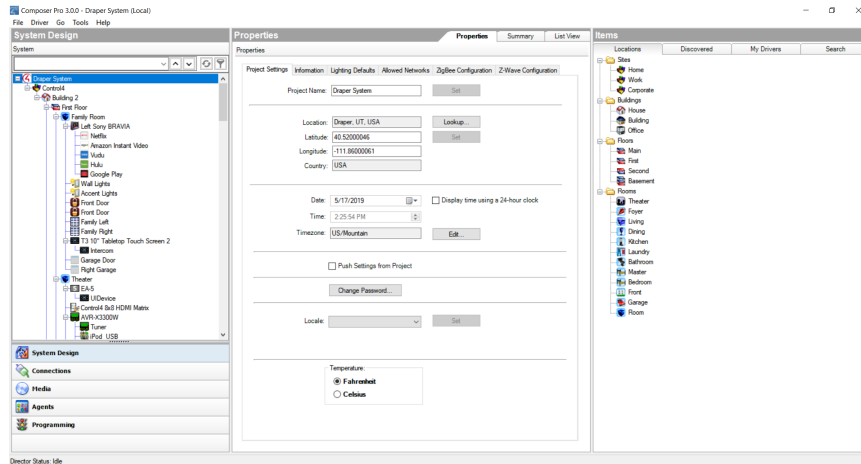 Composer Pro 3.0.0 - Draper System (Local)
File Driver Go Tools Help
System Design
System
Draper System
Control4
Building 2
First Floor
Family Room
Left Sony BRAVIA
Netflix
Amazon Instant Video
Vudu
Hulu
Google Play
Wall Lights
Accent Lights
Front Door
Front Door
Family Left
Family Right
T3 10" Tabletop Touch Screen 2
Intercom
Garage Door
Right Garage
Theater
EA-5
UIDevice
Control4 8x8 HDMI Matrix
AVR-X3300W
Tuner
iPod USB
System Design
Connections
Media
Agents
Programming
Director Status: Idle
Properties
Properties Summary List View
Properties
Project Settings Information Lighting Defaults Allowed Networks ZigBee Configuration Z-Wave Configuration
Project Name: Draper System Set
Location: Draper, UT, USA Lookup...
Latitude: 40.52000046 Set
Longitude: -111.86000061
Country: USA
Date: 5/17/2019 Display time using a 24-hour clock
Time: 2:25:54 PM
Timezone: US/Mountain Edit...
Push Settings from Project
Change Password...
Locale: Set
Temperature:
Fahrenheit
Celsius
Items
Locations Discovered My Drivers Search
Sites
Home
Work
Corporate
Buildings
House
Building
Office
Floors
Main
First
Second
Basement
Rooms
Theater
Foyer
Living
Dining
Kitchen
Laundry
Bathroom
Master
Bedroom
Front
Garage
Room